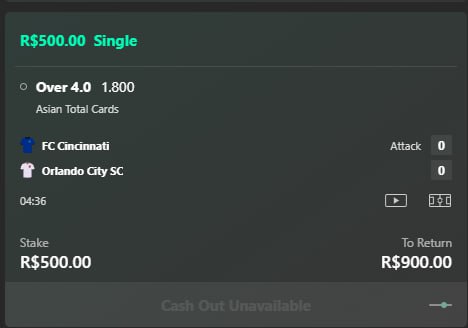 R$500.00 Single
Over 4.0 1.800
Asian Total Cards
FC Cincinnati Attack 0
Orlando City SC 0
04:36
Stake To Return
R$500.00 R$900.00
Cash Out Unavailable